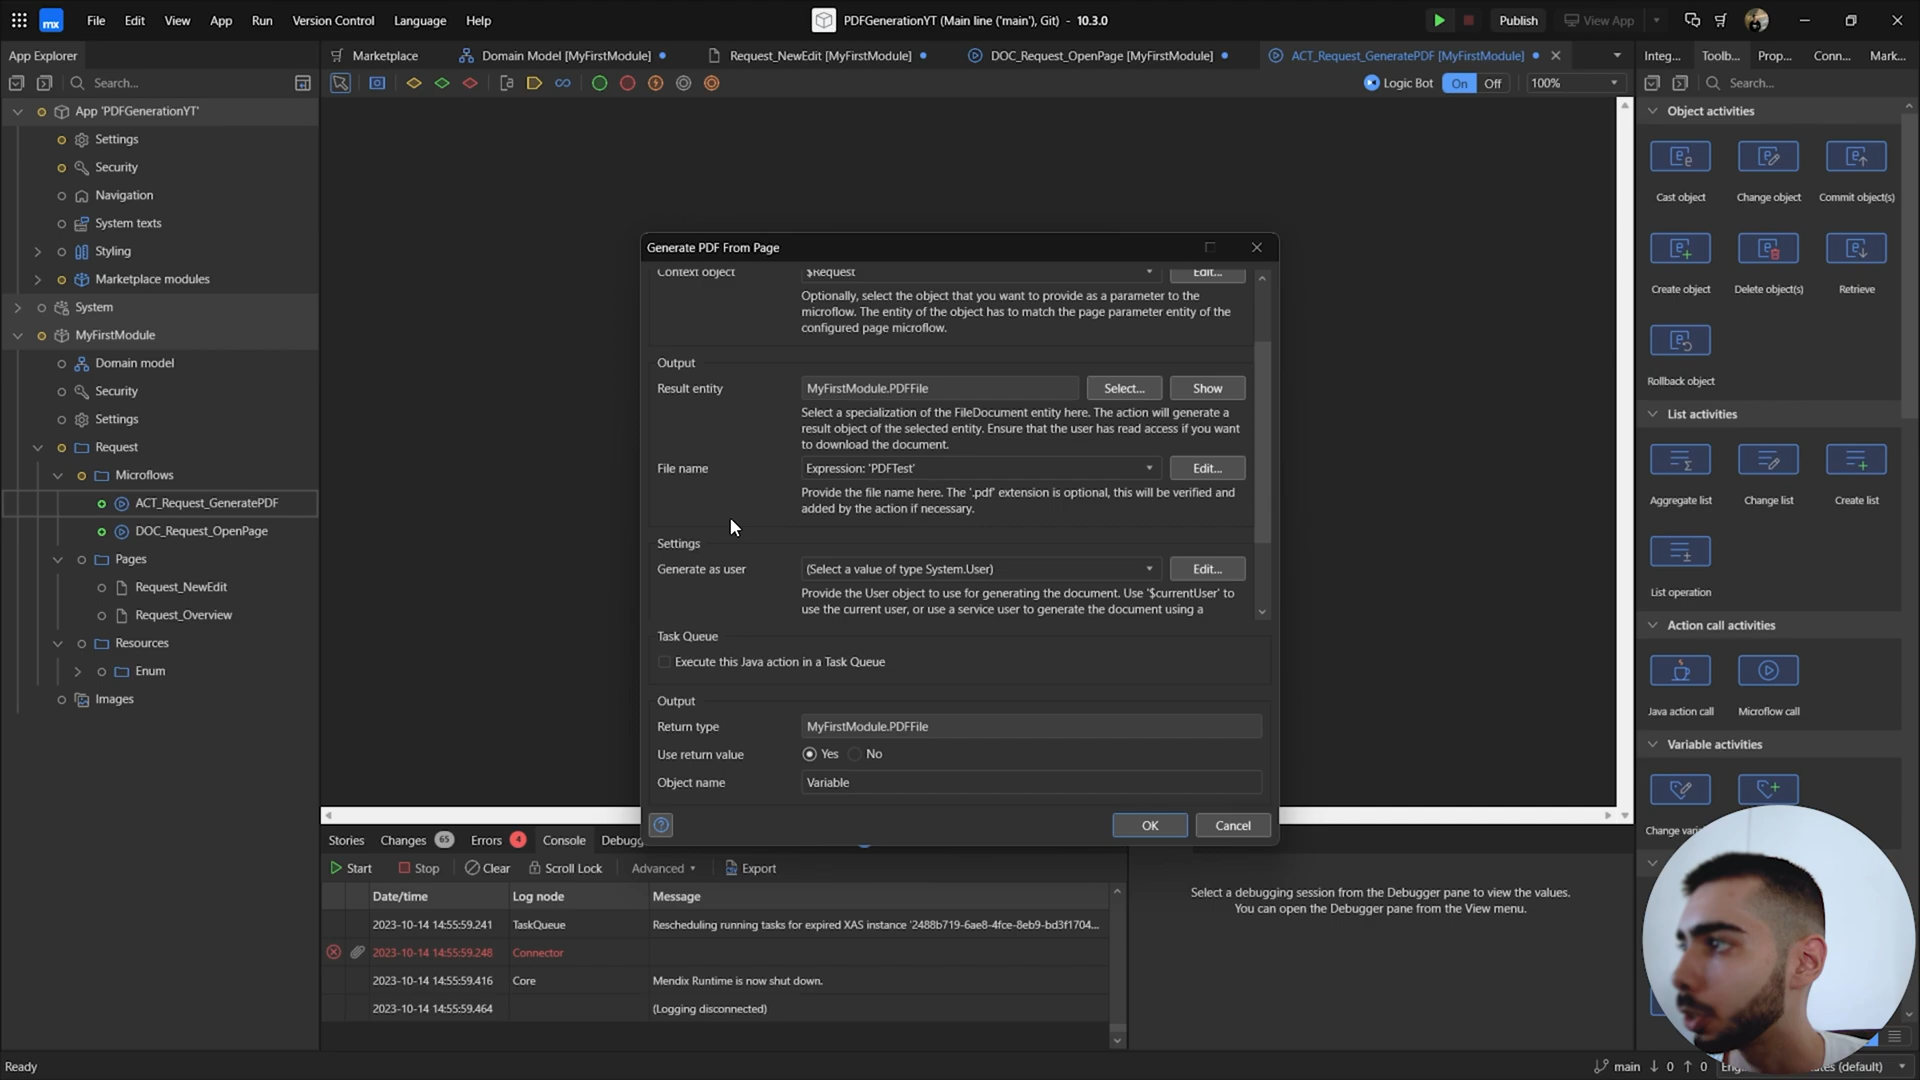 mx File Edit View App Run Version Control Language Help
PDFGenerationYT (Main line ('main'), Git) - 10.3.0
Publish View App
App Explorer
Marketplace
Domain Model [MyFirstModule]
Request_NewEdit [MyFirstModule]
DOC_Request_OpenPage [MyFirstModule]
ACT_Request_GeneratePDF [MyFirstModule]
Integ... Toolb... Prop... Conn... Mark...
Search...
Logic Bot On Off 100%
Search...
App 'PDFGenerationYT'
Settings
Security
Navigation
System texts
Styling
Marketplace modules
System
MyFirstModule
Domain model
Security
Settings
Request
Microflows
ACT_Request_GeneratePDF
DOC_Request_OpenPage
Pages
Request_NewEdit
Request_Overview
Resources
Enum
Images
Generate PDF From Page
Context object $Request Edit...
Optionally, select the object that you want to provide as a parameter to the
microflow. The entity of the object has to match the page parameter entity of the
configured page microflow.
Output
Result entity MyFirstModule.PDFFile Select... Show
Select a specialization of the FileDocument entity here. The action will generate a
result object of the selected entity. Ensure that the user has read access if you want
to download the document.
File name Expression: 'PDFTest' Edit...
Provide the file name here. The '.pdf' extension is optional, this will be verified and
added by the action if necessary.
Settings
Generate as user (Select a value of type System.User) Edit...
Provide the User object to use for generating the document. Use '$currentUser' to
use the current user, or use a service user to generate the document using a
Task Queue
Execute this Java action in a Task Queue
Output
Return type MyFirstModule.PDFFile
Use return value Yes No
Object name Variable
OK Cancel
Object activities
Cast object Change object Commit object(s)
Create object Delete object(s) Retrieve
Rollback object
List activities
Aggregate list Change list Create list
List operation
Action call activities
Java action call Microflow call
Variable activities
Stories Changes 65 Errors 4 Console
Start Stop Clear Scroll Lock Advanced Export
Date/time Log node Message
2023-10-14 14:55:59.241 TaskQueue Rescheduling running tasks for expired XAS instance '2488b719-6ae8-4fce-8eb9-bd3f1704...
2023-10-14 14:55:59.248 Connector
2023-10-14 14:55:59.416 Core Mendix Runtime is now shut down.
2023-10-14 14:55:59.464 (Logging disconnected)
Select a debugging session from the Debugger pane to view the values.
You can open the Debugger pane from the View menu.
Ready
main 0 0
(default)